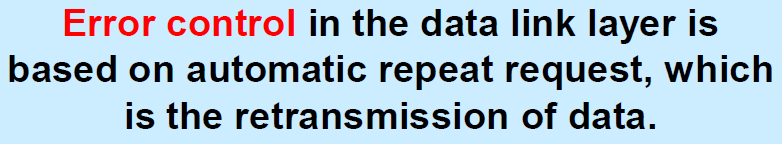 Error control in the data link layer is
based on automatic repeat request, which
is the retransmission of data.